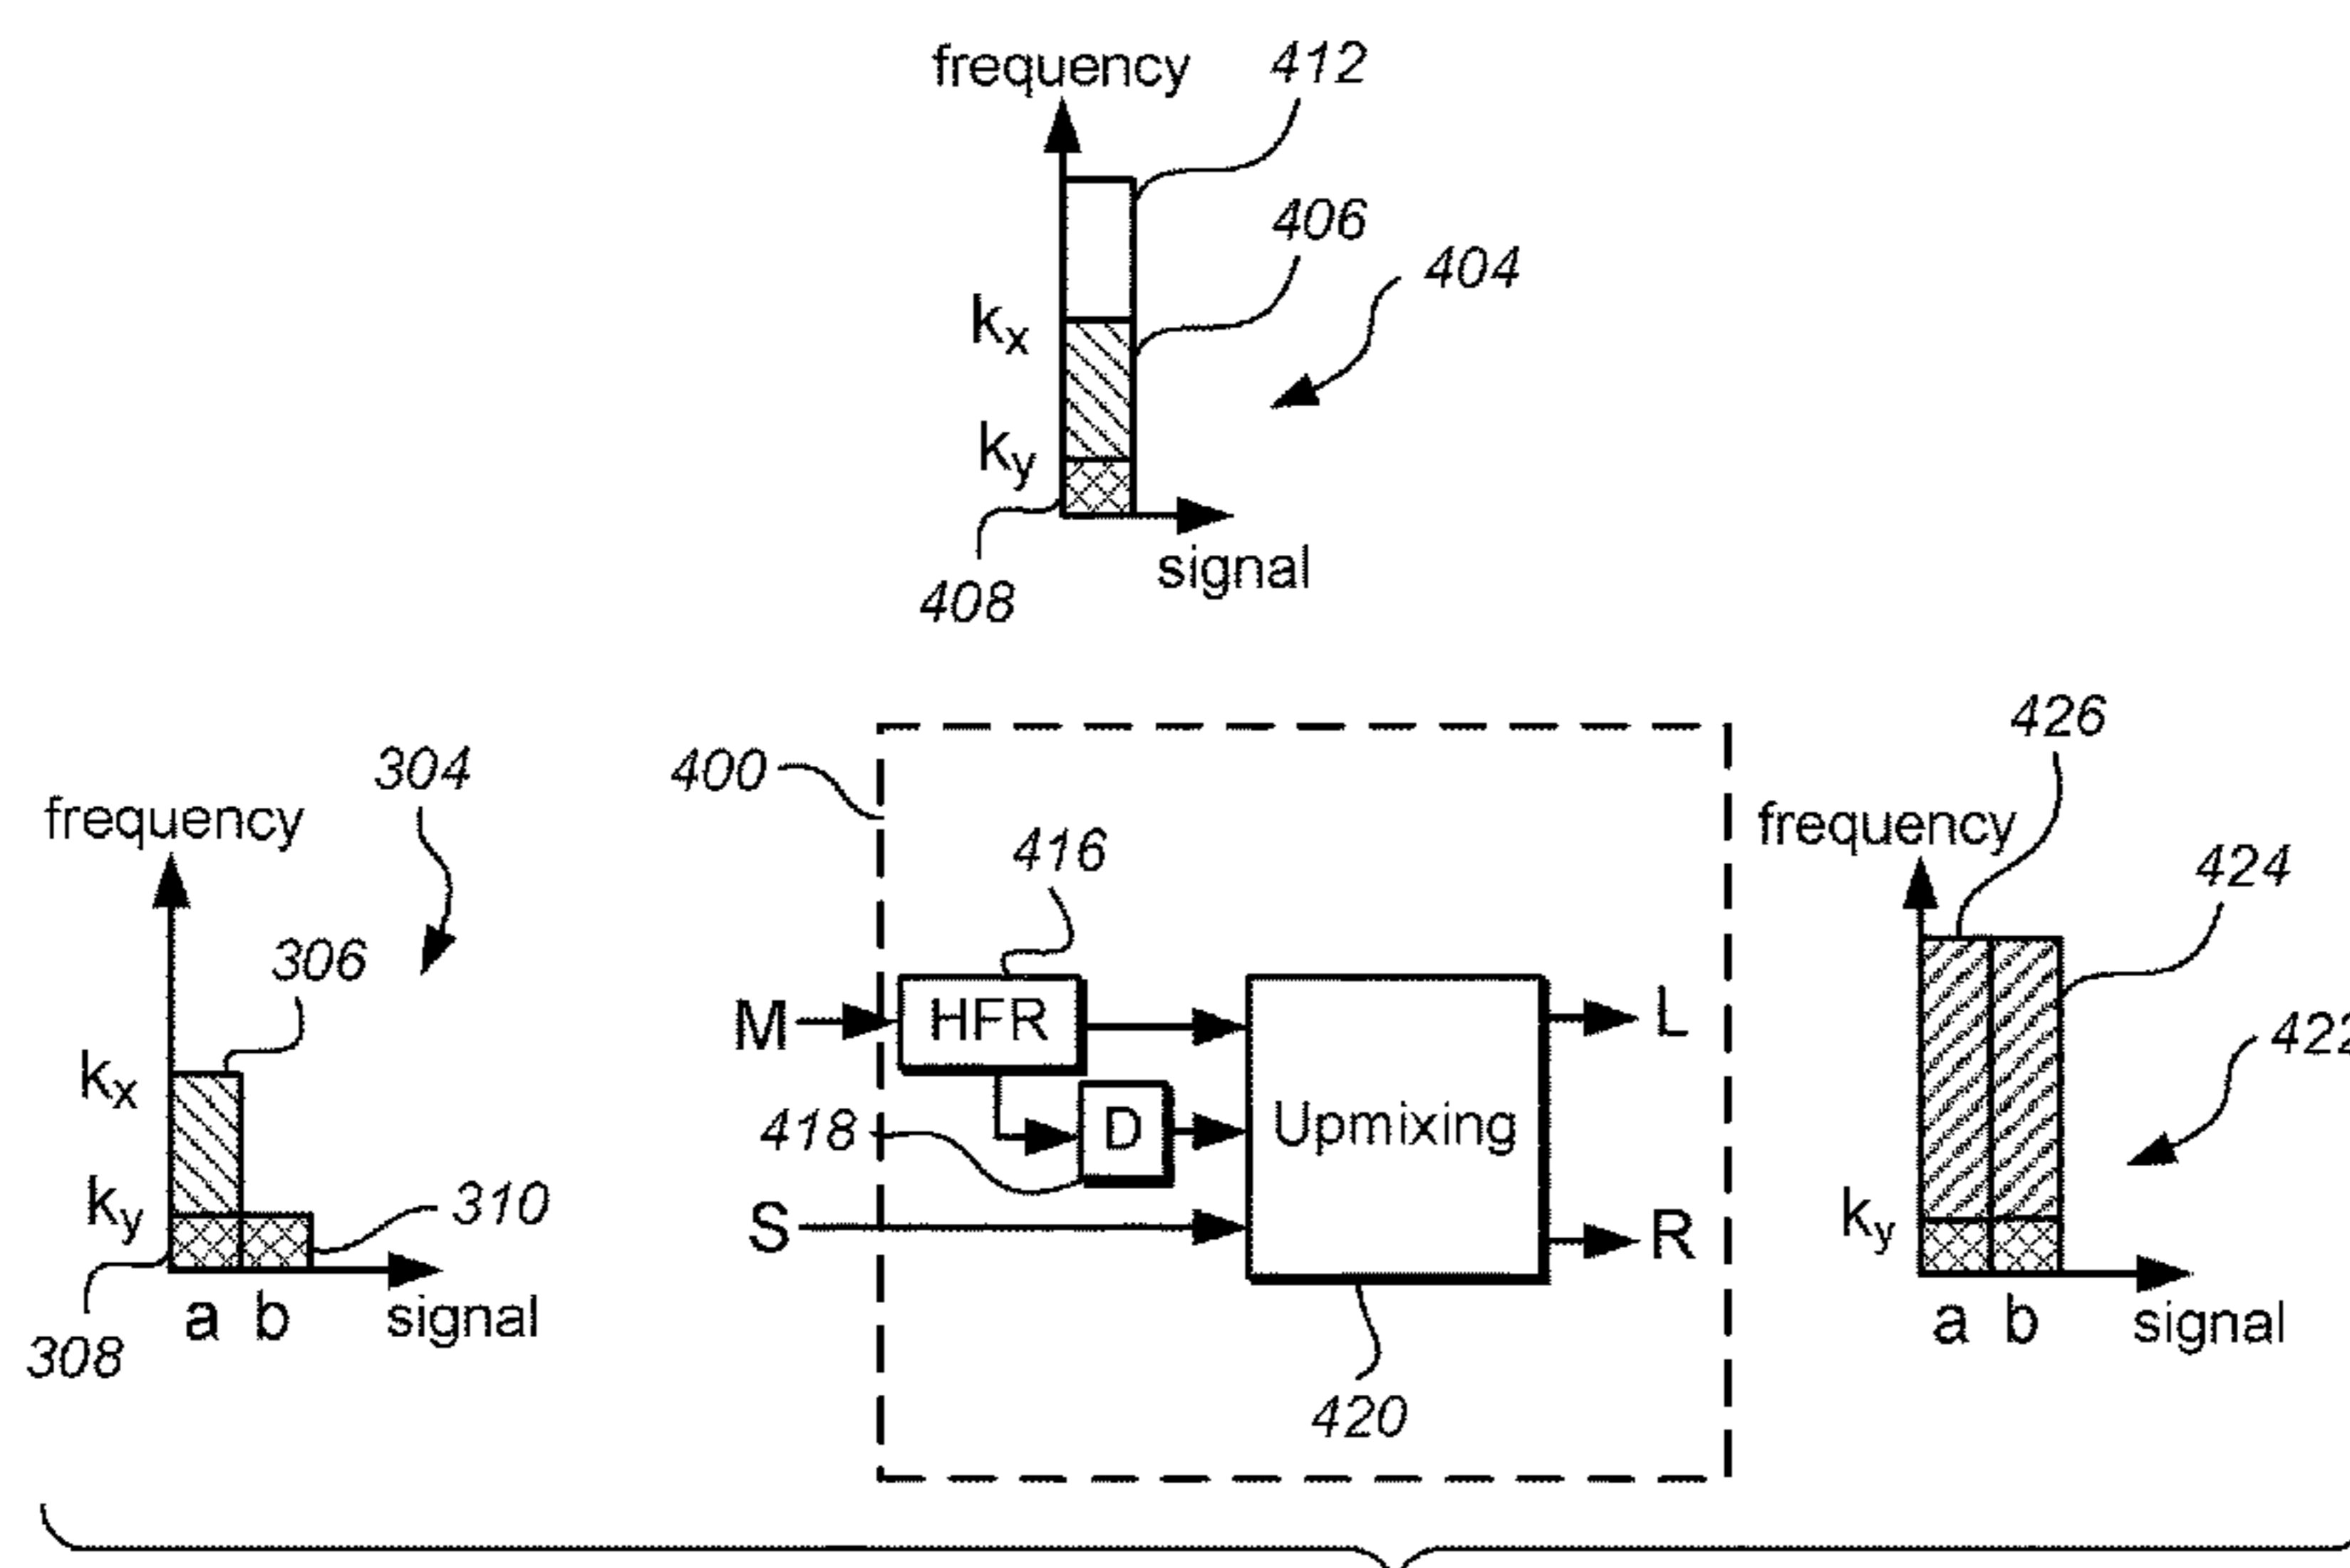 frequency
412
406
404
kx
ky
408
signal
304
frequency
306
kx
ky
310
308
a b signal
400
416
M
HFR
418
D
Upmixing
S
L
R
420
426
frequency
424
422
ky
a b signal